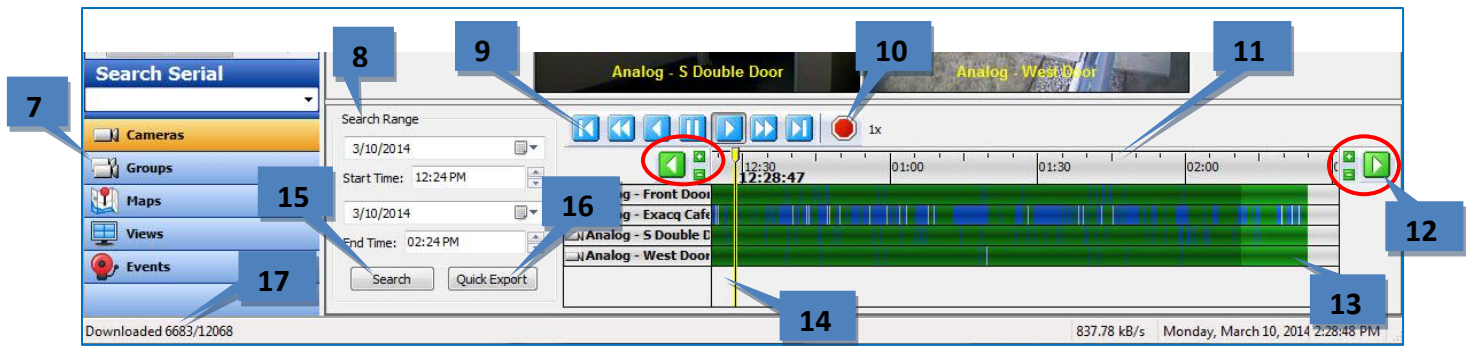 8
9
10
11
Search Serial
Analog - S Double Door
Analog - West Door
7
Cameras
Search Range
1x
3/10/2014
Groups
12:30
01:00
01:30
02:00
Start Time: 12:24 PM
12:28:47
Maps
15
16
- Front Door
3/10/2014
- Exacq Cafe
12
Views
End Time: 02:24 PM
Analog - S Double D
Analog - West Door
Events
17
Search
Quick Export
13
14
Downloaded 6683/12068
837.78 kB/s
Monday, March 10, 2014 2:28:48 PM